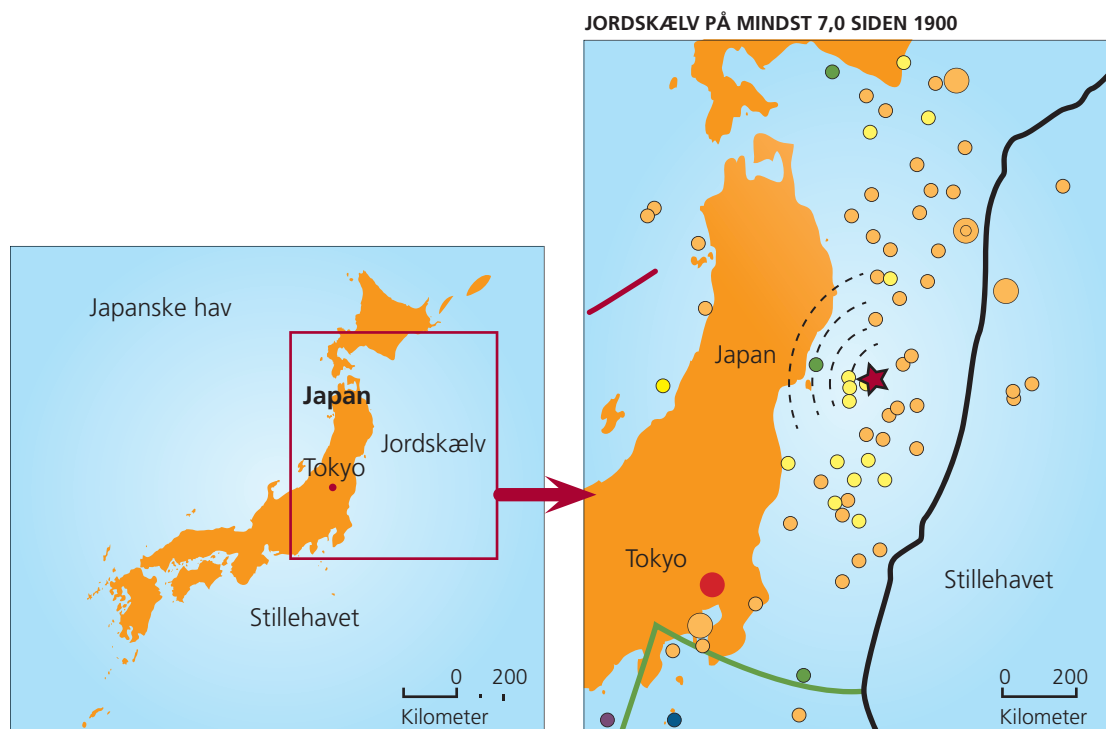 JORDSKÆLV PÅ MINDST 7,0 SIDEN 1900
Japanske hav
Japan
Jordskælv
Tokyo
Stillehavet
0 200
Kilometer
Japan
Tokyo
Stillehavet
0 200
Kilometer